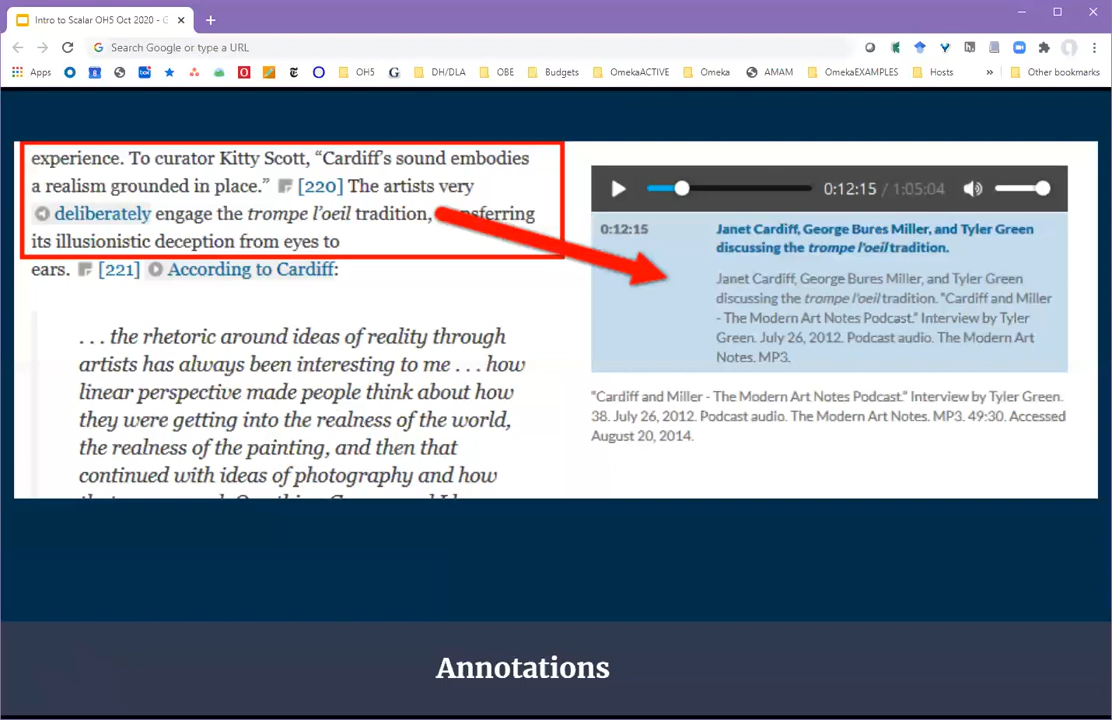 Intro to Scalar OH5 Oct 2020 - G
Search Google or type a URL
Apps
OH5
DH/DLA
OBE
Budgets
OmekaACTIVE
Omeka
AMAM
OmekaEXAMPLES
Hosts
»
Other bookmarks
experience. To curator Kitty Scott, “Cardiff’s sound embodies
a realism grounded in place.” [220] The artists very
deliberately engage the trompe l’oeil tradition,
its illusionistic deception from eyes to
ears. [221] According to Cardiff:
. . . the rhetoric around ideas of reality through
artists has always been interesting to me . . . how
linear perspective made people think about how
they were getting into the realness of the world,
the realness of the painting, and then that
continued with ideas of photography and how
0:12:15 / 1:05:04
0:12:15
Janet Cardiff, George Bures Miller, and Tyler Green
discussing the trompe l'oeil tradition.
Janet Cardiff, George Bures Miller, and Tyler Green
discussing the trompe l'oeil tradition. "Cardiff and Miller
- The Modern Art Notes Podcast." Interview by Tyler
Green. July 26, 2012. Podcast audio. The Modern Art
Notes. MP3.
"Cardiff and Miller - The Modern Art Notes Podcast." Interview by Tyler Green.
38. July 26, 2012. Podcast audio. The Modern Art Notes. MP3. 49:30. Accessed
August 20, 2014.
Annotations